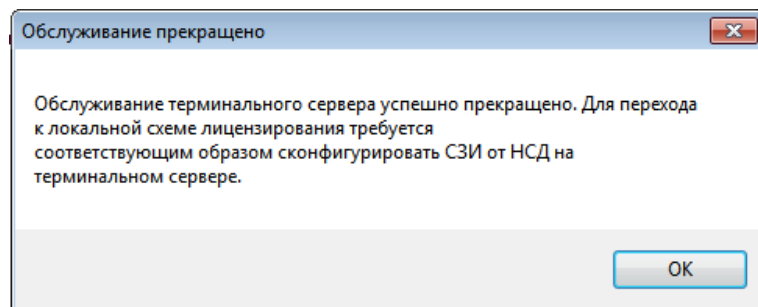 Обслуживание прекращено
Обслуживание терминального сервера успешно прекращено. Для перехода
к локальной схеме лицензирования требуется
соответствующим образом сконфигурировать СЗИ от НСД на
терминальном сервере.
ОК